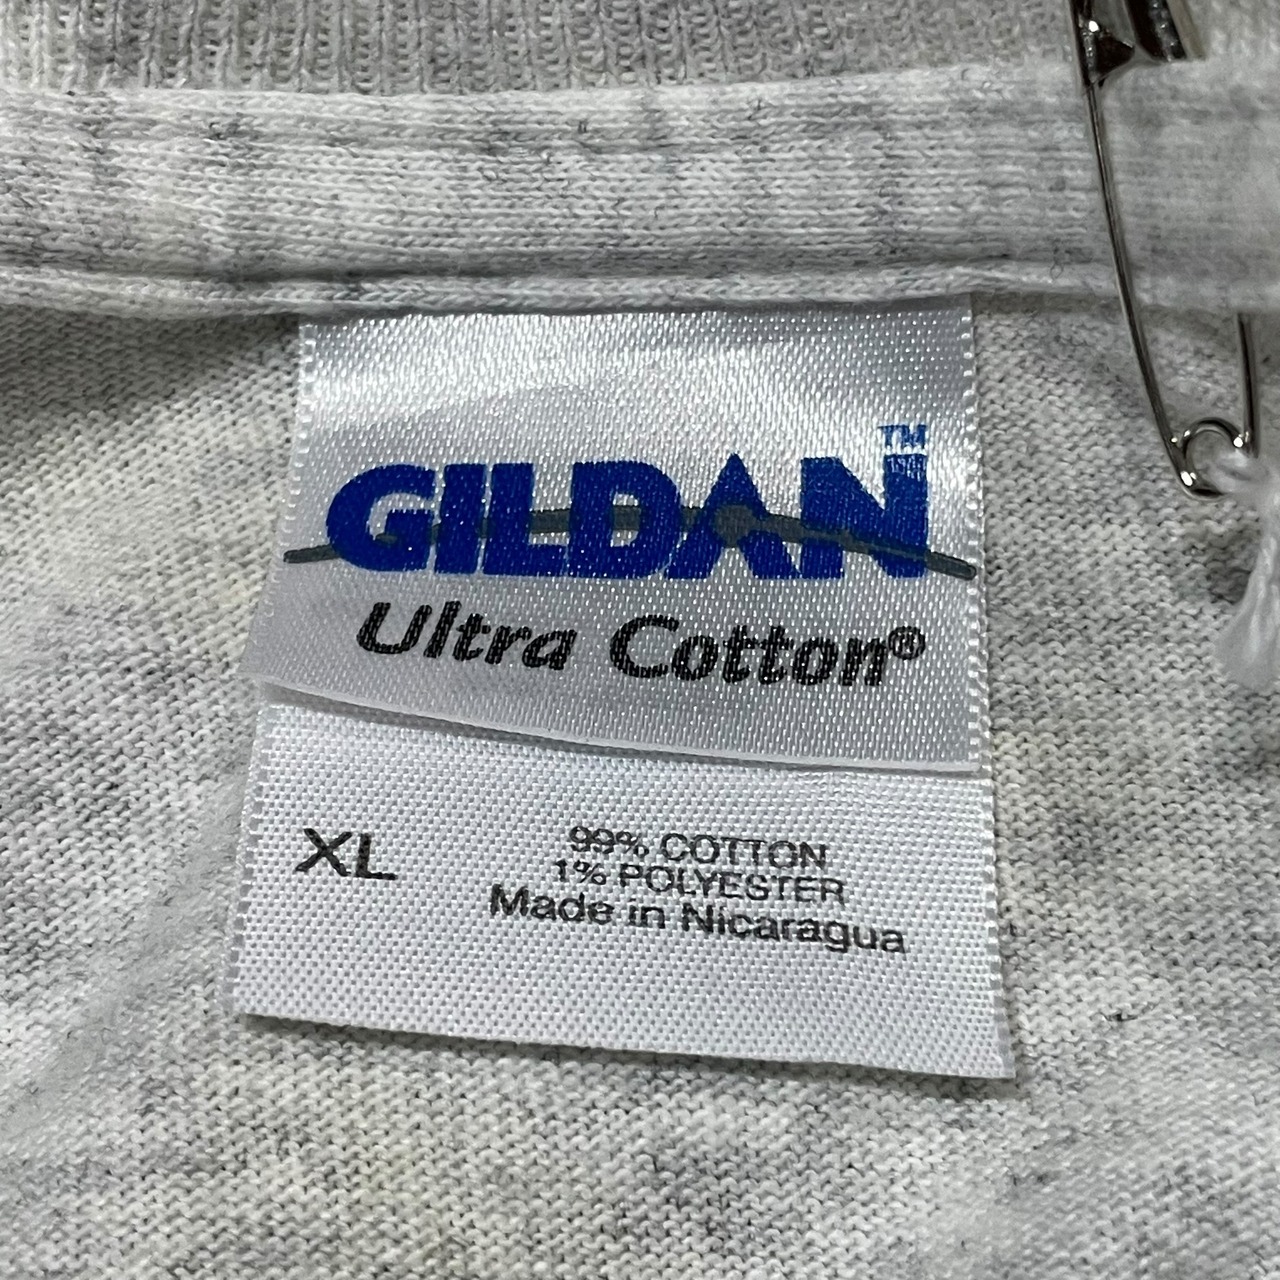 GILDAN™
Ultra Cotton®
XL
99% COTTON
1% POLYESTER
Made in Nicaragua